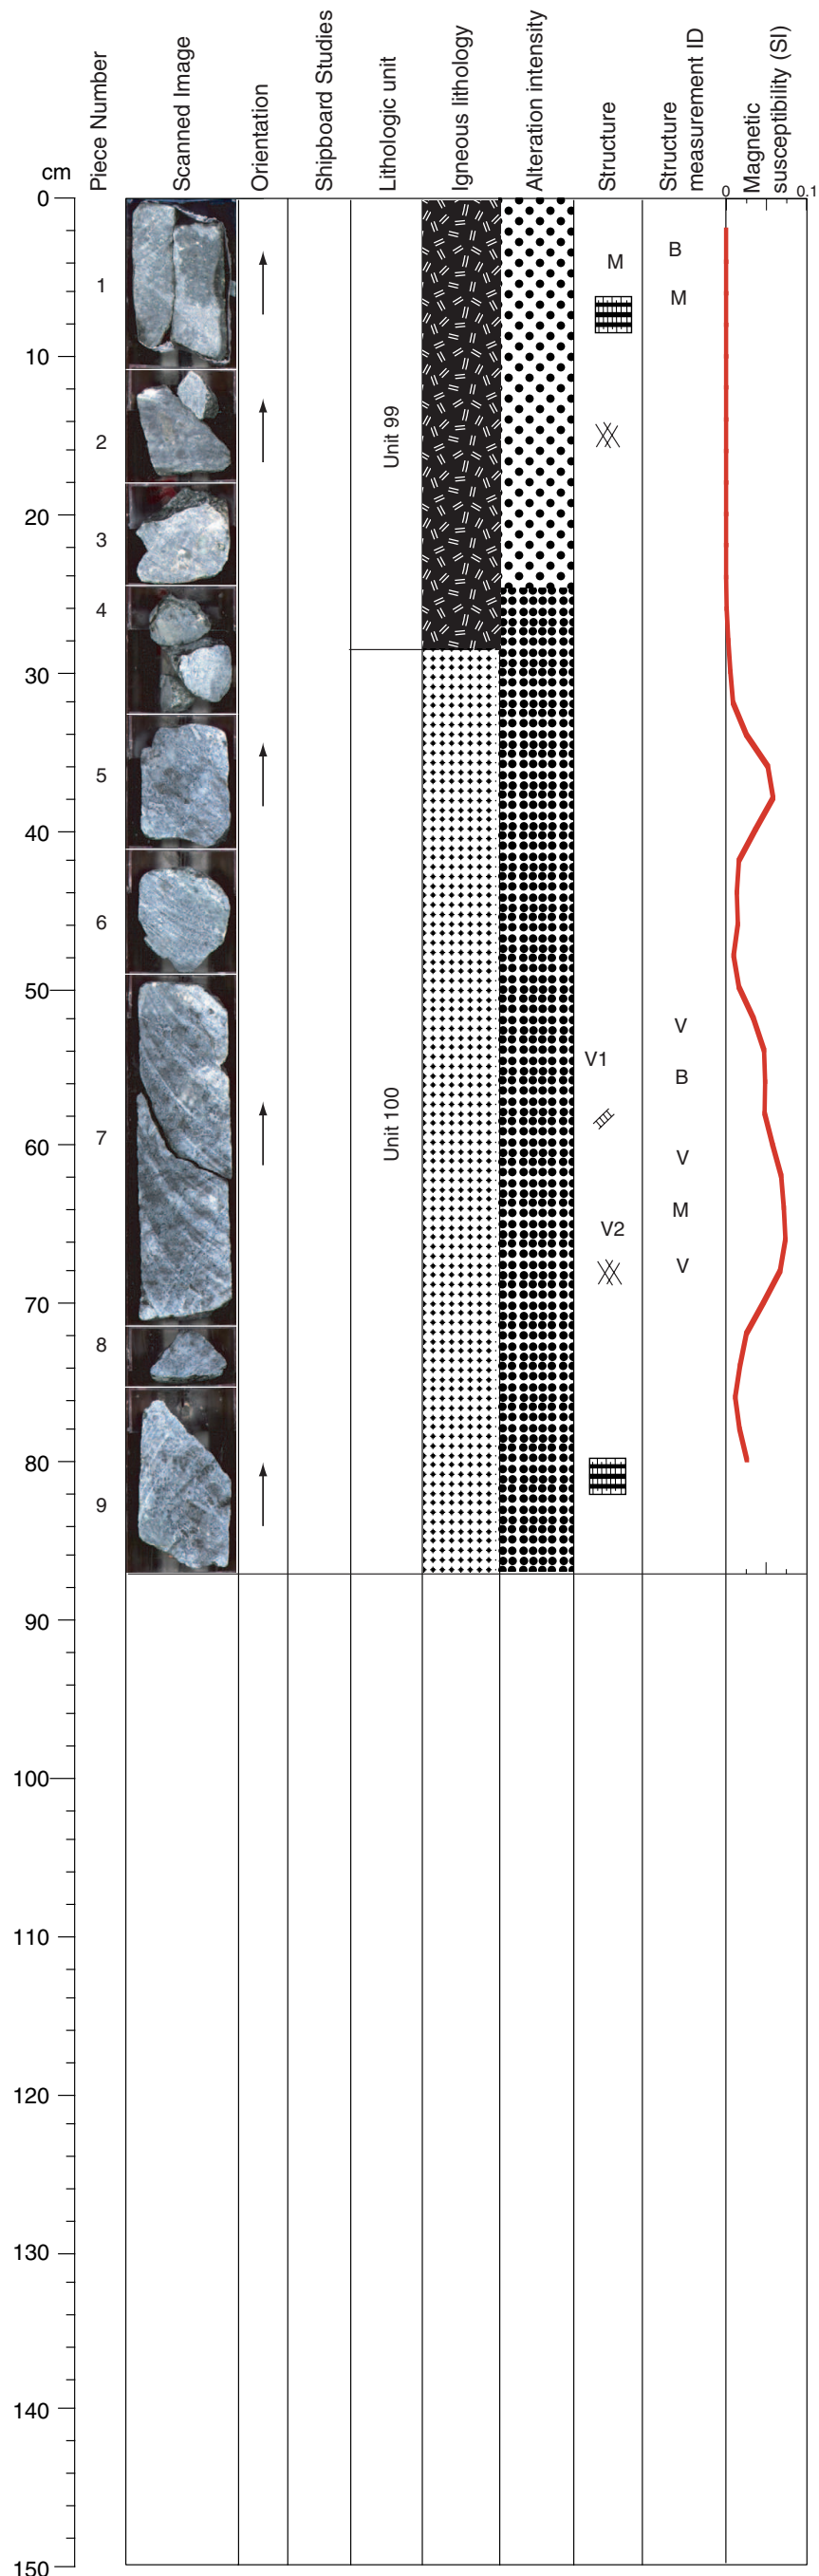 cm
Piece Number
Scanned Image
Orientation
Shipboard Studies
Lithologic unit
Igneous lithology
Alteration intensity
Structure
Structure
measurement ID
Magnetic
susceptibility (SI)
0
0.1
0
10
20
30
40
50
60
70
80
90
100
110
120
130
140
150
1
2
3
4
5
6
7
8
9
Unit 99
Unit 100
M
V1
V2
B
M
V
B
V
M
V